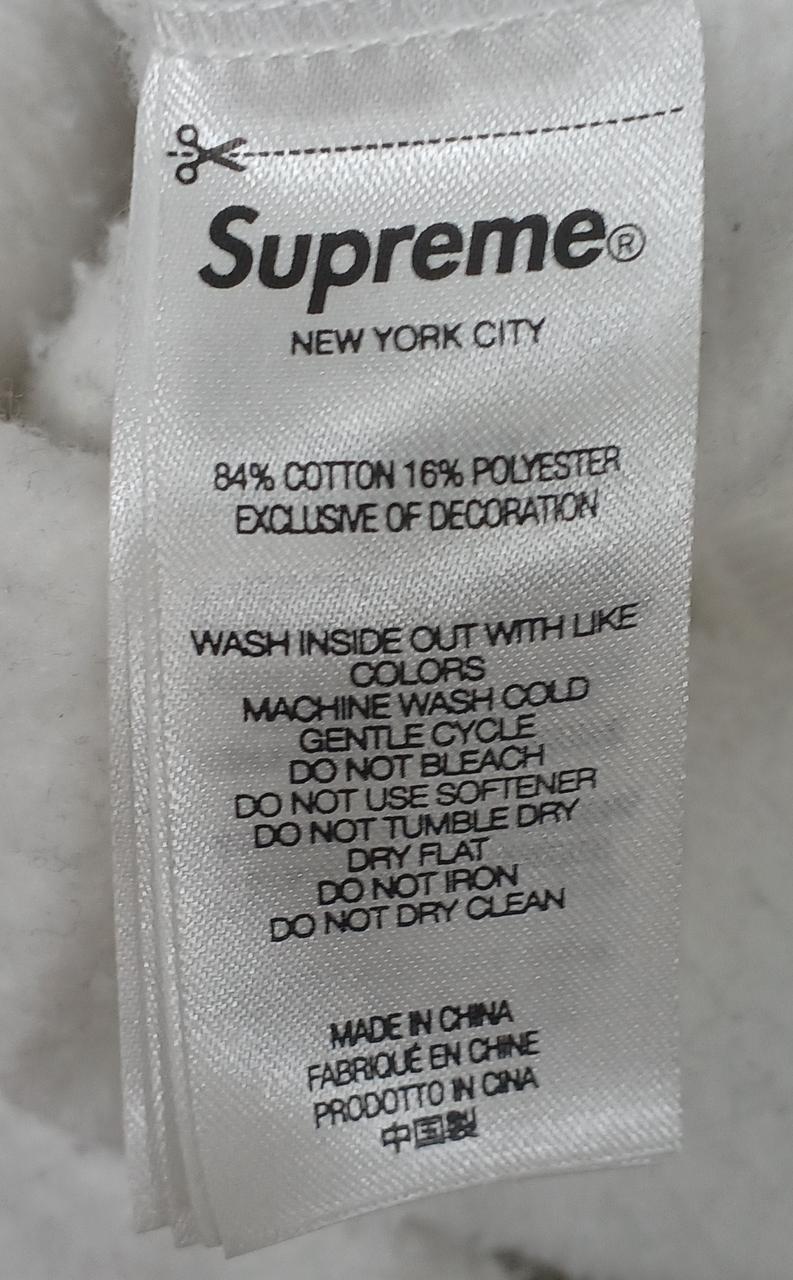 Supreme®
NEW YORK CITY
84% COTTON 16% POLYESTER
EXCLUSIVE OF DECORATION
WASH INSIDE OUT WITH LIKE
COLORS
MACHINE WASH COLD
GENTLE CYCLE
DO NOT BLEACH
DO NOT USE SOFTENER
DO NOT TUMBLE DRY
DRY FLAT
DO NOT IRON
DO NOT DRY CLEAN
MADE IN CHINA
FABRIQUÉ EN CHINE
PRODOTTO IN CINA
中国製